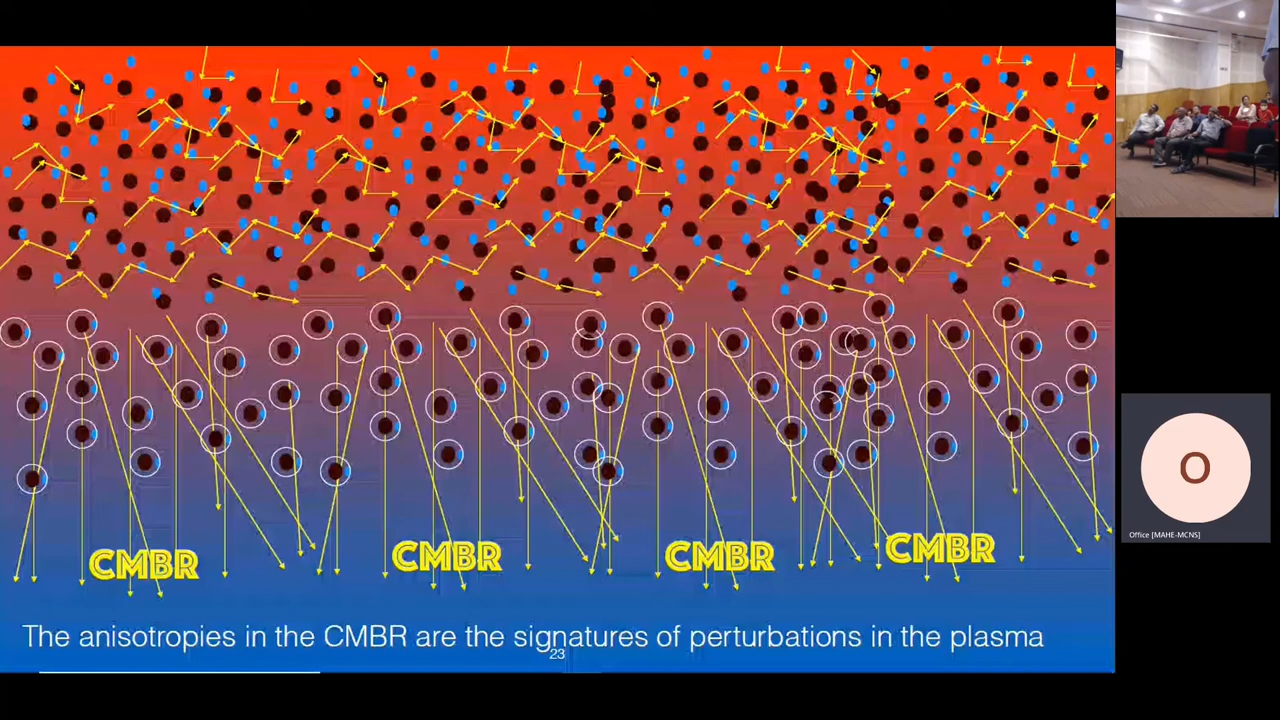 CMBR CMBR CMBR CMBR
The anisotropies in the CMBR are the signatures of perturbations in the plasma
23
O
Office [MAHE-MCNS]